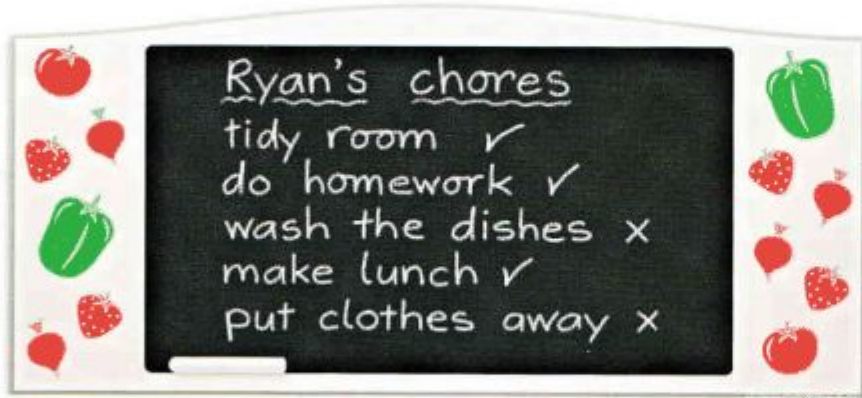 Ryan's chores
tidy room ✓
do homework ✓
wash the dishes x
make lunch ✓
put clothes away x